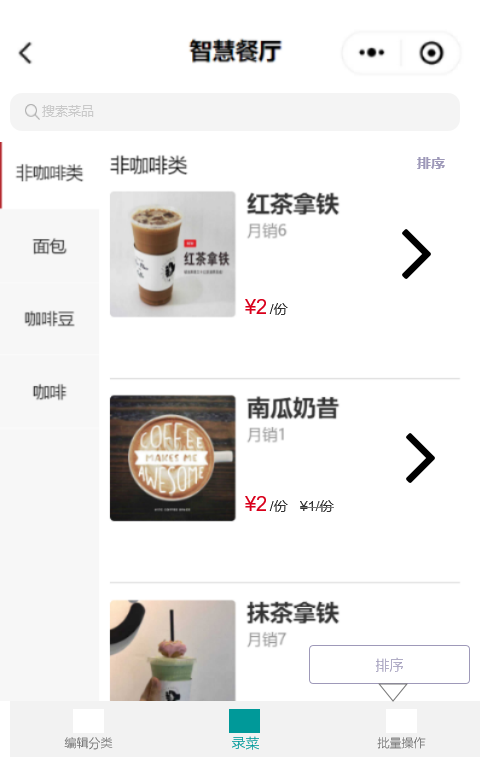 智慧餐厅
搜索菜品
非咖啡类
面包
咖啡豆
咖啡
非咖啡类
排序
红茶拿铁
红茶拿铁
月销6
¥2 /份
COFFEE
MAKES ME
AWESOME
南瓜奶昔
月销1
¥2 /份 ¥1/份
抹茶拿铁
月销7
排序
编辑分类
录菜
批量操作